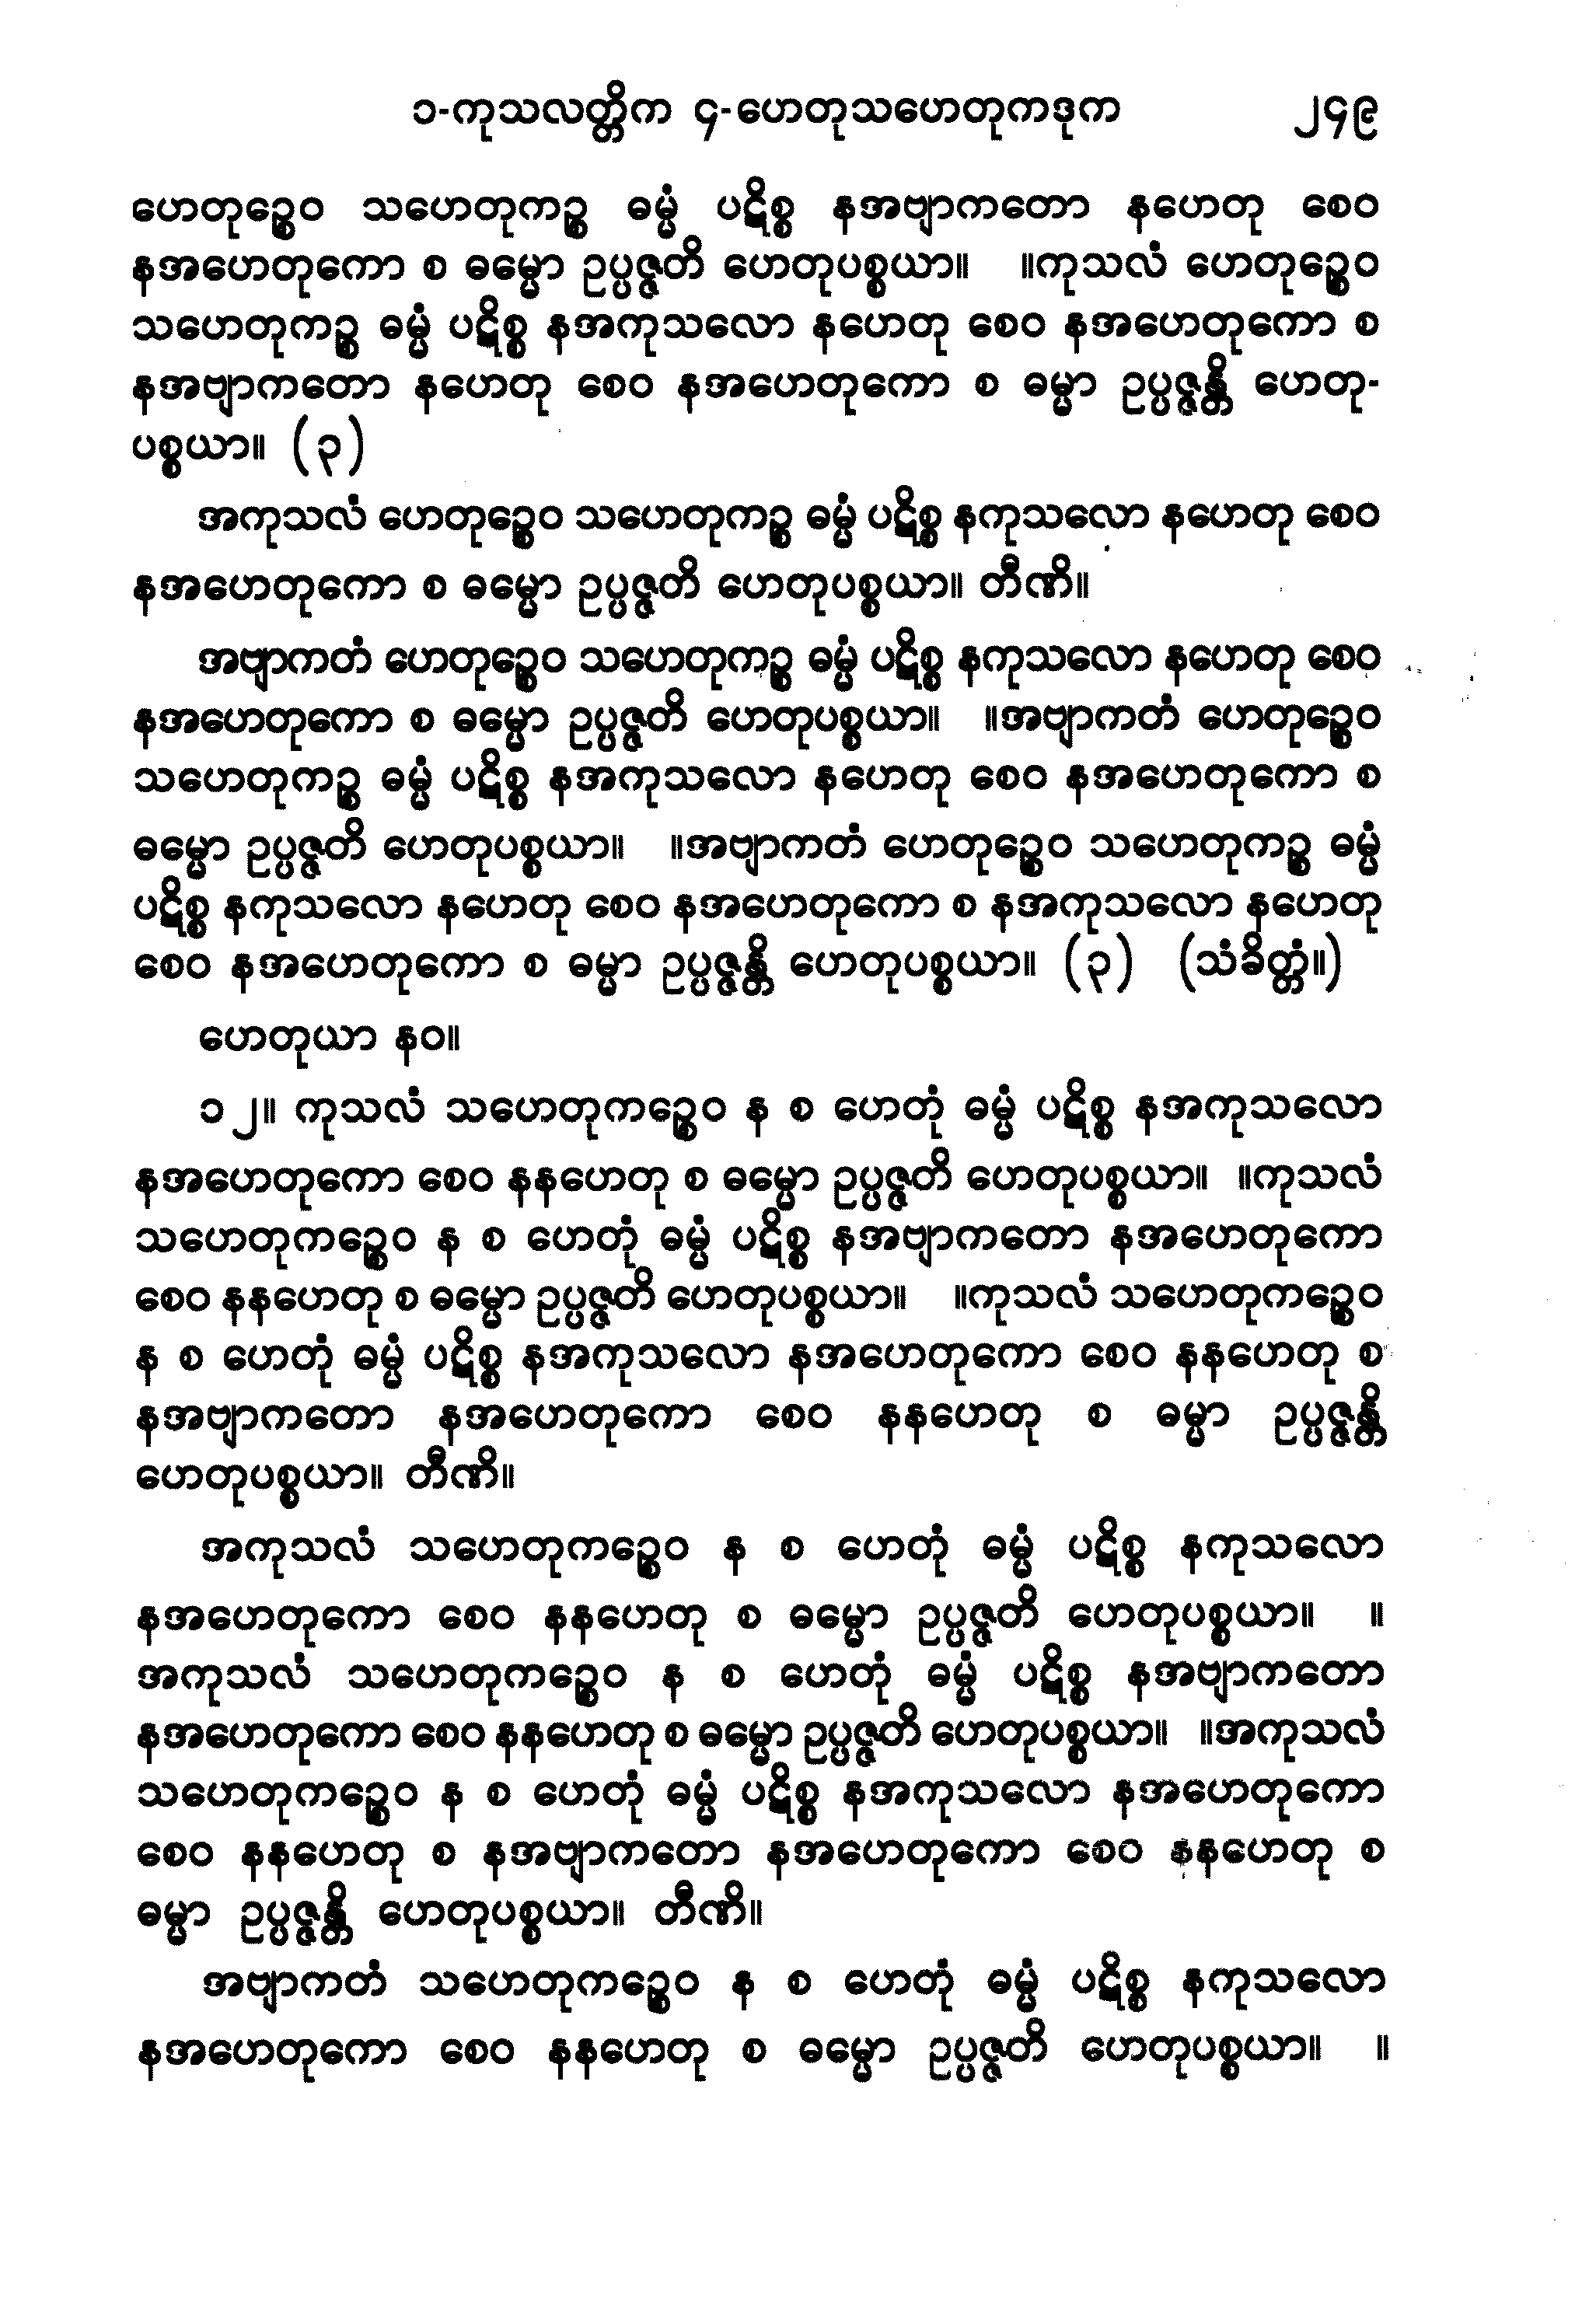 ၁-ကုသလတ္တိက ၄-ဟေတုသဟေတုကဒုက ၂၄၉
ဟေတုဉ္စေဝ သဟေတုကဉ္စ ဓမ္မံ ပဋိစ္စ နအဗျာကတော နဟေတု စေဝ
နအဟေတုကော စ ဓမ္မော ဥပ္ပဇ္ဇတိ ဟေတုပစ္စယာ။ ။ကုသလံ ဟေတုဉ္စေဝ
သဟေတုကဉ္စ ဓမ္မံ ပဋိစ္စ နအကုသလော နဟေတု စေဝ နအဟေတုကော စ
နအဗျာကတော နဟေတု စေဝ နအဟေတုကော စ ဓမ္မာ ဥပ္ပဇ္ဇန္တိ ဟေတု-
ပစ္စယာ။ (၃)
အကုသလံ ဟေတုဉ္စေဝ သဟေတုကဉ္စ ဓမ္မံ ပဋိစ္စ နကုသလော နဟေတု စေဝ
နအဟေတုကော စ ဓမ္မော ဥပ္ပဇ္ဇတိ ဟေတုပစ္စယာ။ တီဏိ။
အဗျာကတံ ဟေတုဉ္စေဝ သဟေတုကဉ္စ ဓမ္မံ ပဋိစ္စ နကုသလော နဟေတု စေဝ
နအဟေတုကော စ ဓမ္မော ဥပ္ပဇ္ဇတိ ဟေတုပစ္စယာ။ ။အဗျာကတံ ဟေတုဉ္စေဝ
သဟေတုကဉ္စ ဓမ္မံ ပဋိစ္စ နအကုသလော နဟေတု စေဝ နအဟေတုကော စ
ဓမ္မော ဥပ္ပဇ္ဇတိ ဟေတုပစ္စယာ။ ။အဗျာကတံ ဟေတုဉ္စေဝ သဟေတုကဉ္စ ဓမ္မံ
ပဋိစ္စ နကုသလော နဟေတု စေဝ နအဟေတုကော စ နအကုသလော နဟေတု
စေဝ နအဟေတုကော စ ဓမ္မာ ဥပ္ပဇ္ဇန္တိ ဟေတုပစ္စယာ။ (၃) (သံခိတ္တံ။)
ဟေတုယာ နဝ။
၁၂။ ကုသလံ သဟေတုကဉ္စေဝ န စ ဟေတုံ ဓမ္မံ ပဋိစ္စ နအကုသလော
နအဟေတုကော စေဝ နနဟေတု စ ဓမ္မော ဥပ္ပဇ္ဇတိ ဟေတုပစ္စယာ။ ။ကုသလံ
သဟေတုကဉ္စေဝ န စ ဟေတုံ ဓမ္မံ ပဋိစ္စ နအဗျာကတော နအဟေတုကော
စေဝ နနဟေတု စ ဓမ္မော ဥပ္ပဇ္ဇတိ ဟေတုပစ္စယာ။ ။ကုသလံ သဟေတုကဉ္စေဝ
န စ ဟေတုံ ဓမ္မံ ပဋိစ္စ နအကုသလော နအဟေတုကော စေဝ နနဟေတု စ
နအဗျာကတော နအဟေတုကော စေဝ နနဟေတု စ ဓမ္မာ ဥပ္ပဇ္ဇန္တိ
ဟေတုပစ္စယာ။ တီဏိ။
အကုသလံ သဟေတုကဉ္စေဝ န စ ဟေတုံ ဓမ္မံ ပဋိစ္စ နကုသလော
နအဟေတုကော စေဝ နနဟေတု စ ဓမ္မော ဥပ္ပဇ္ဇတိ ဟေတုပစ္စယာ။ ။
အကုသလံ သဟေတုကဉ္စေဝ န စ ဟေတုံ ဓမ္မံ ပဋိစ္စ နအဗျာကတော
နအဟေတုကော စေဝ နနဟေတု စ ဓမ္မော ဥပ္ပဇ္ဇတိ ဟေတုပစ္စယာ။ ။အကုသလံ
သဟေတုကဉ္စေဝ န စ ဟေတုံ ဓမ္မံ ပဋိစ္စ နအကုသလော နအဟေတုကော
စေဝ နနဟေတု စ နအဗျာကတော နအဟေတုကော စေဝ နနဟေတု စ
ဓမ္မာ ဥပ္ပဇ္ဇန္တိ ဟေတုပစ္စယာ။ တီဏိ။
အဗျာကတံ သဟေတုကဉ္စေဝ န စ ဟေတုံ ဓမ္မံ ပဋိစ္စ နကုသလော
နအဟေတုကော စေဝ နနဟေတု စ ဓမ္မော ဥပ္ပဇ္ဇတိ ဟေတုပစ္စယာ။ ။